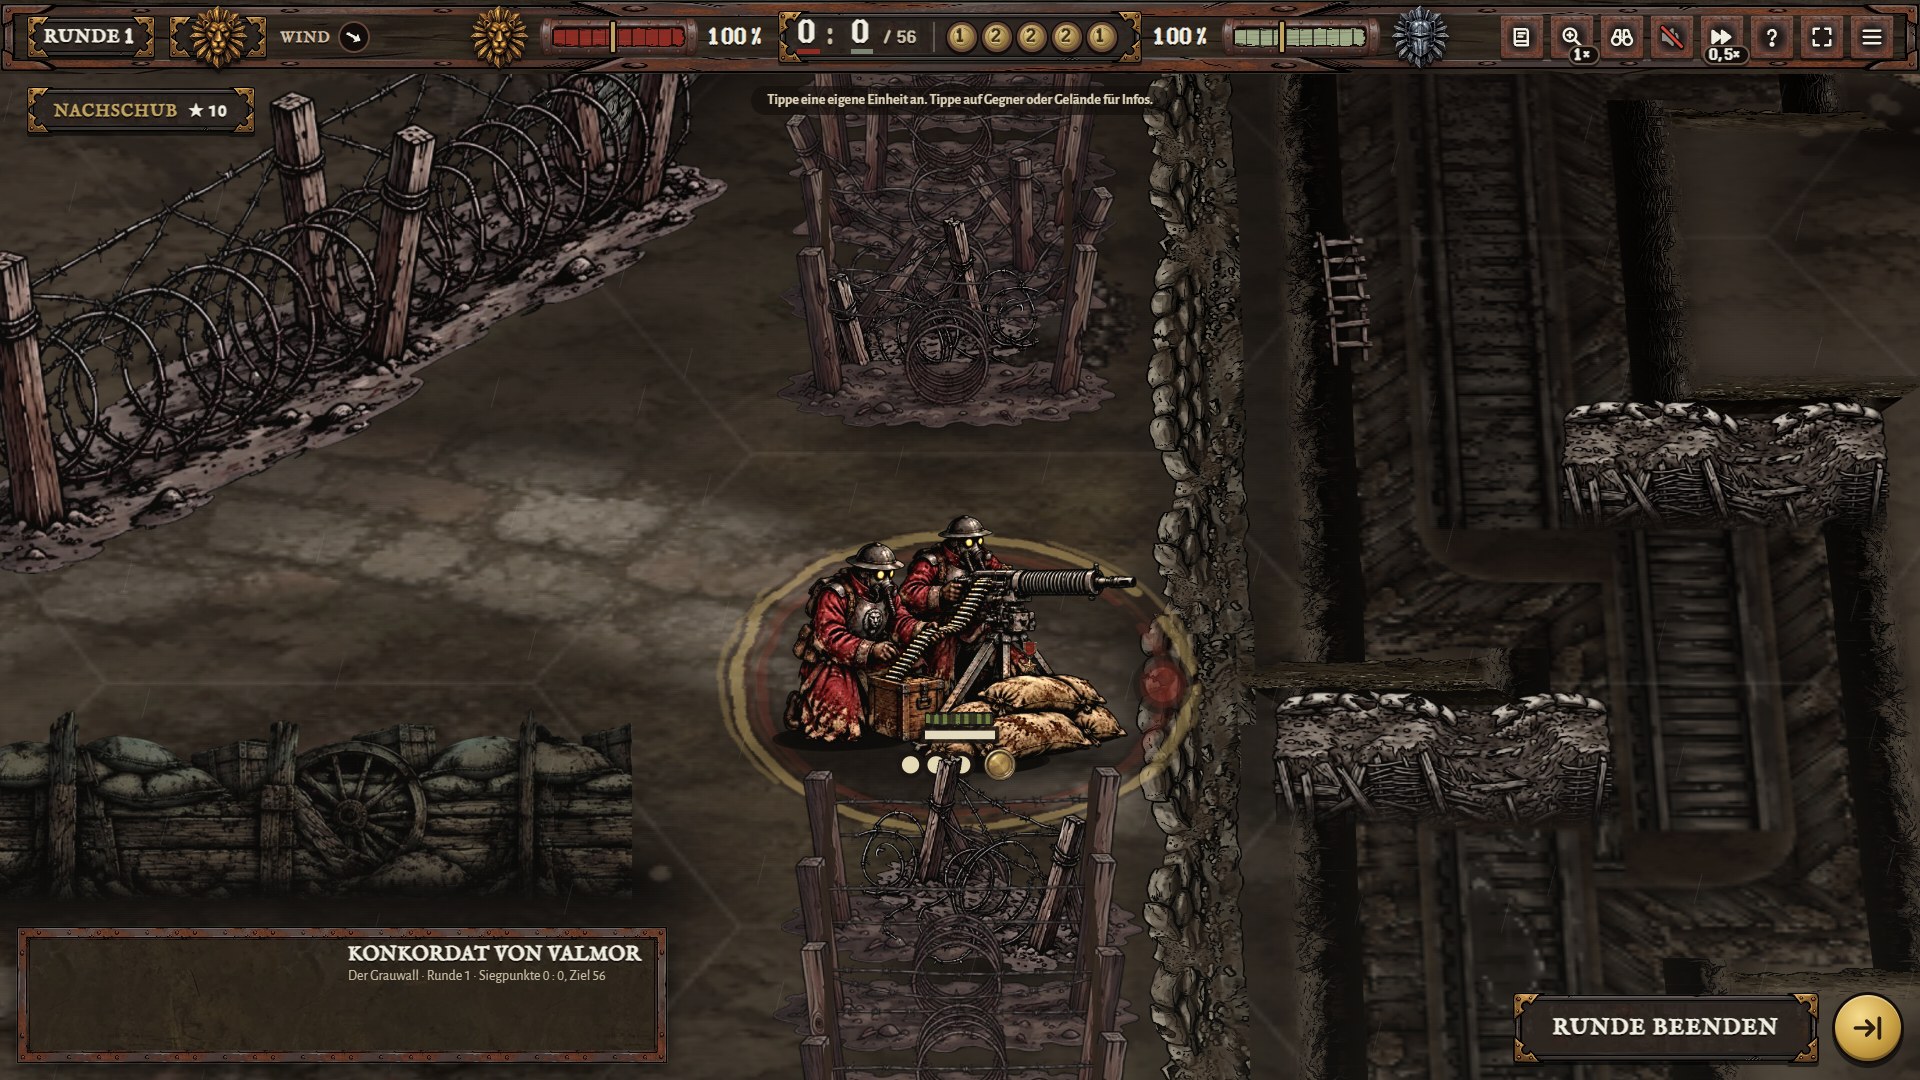 RUNDE 1
WIND
100 %
0 : 0 / 56
1 2 2 2 1
100 %
1×
0,5×
?
NACHSCHUB ★ 10
Tippe eine eigene Einheit an. Tippe auf Gegner oder Gelände für Infos.
KONKORDAT VON VALMOR
Der Grauwall · Runde 1 · Siegpunkte 0 : 0, Ziel 56
RUNDE BEENDEN